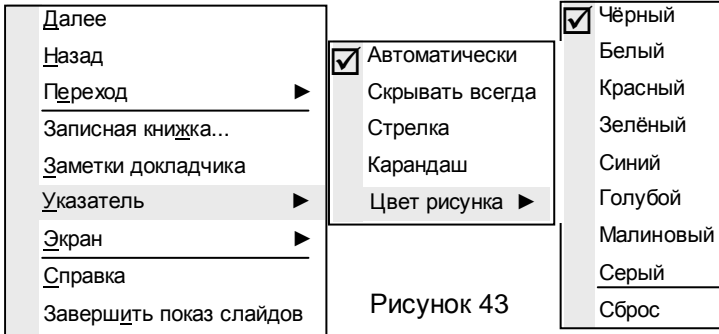 Далее
Назад
Переход ►
Записная книжка...
Заметки докладчика
Указатель ►
Экран ►
Справка
Завершить показ слайдов
Автоматически
Скрывать всегда
Стрелка
Карандаш
Цвет рисунка ►
Чёрный
Белый
Красный
Зелёный
Синий
Голубой
Малиновый
Серый
Сброс
Рисунок 43